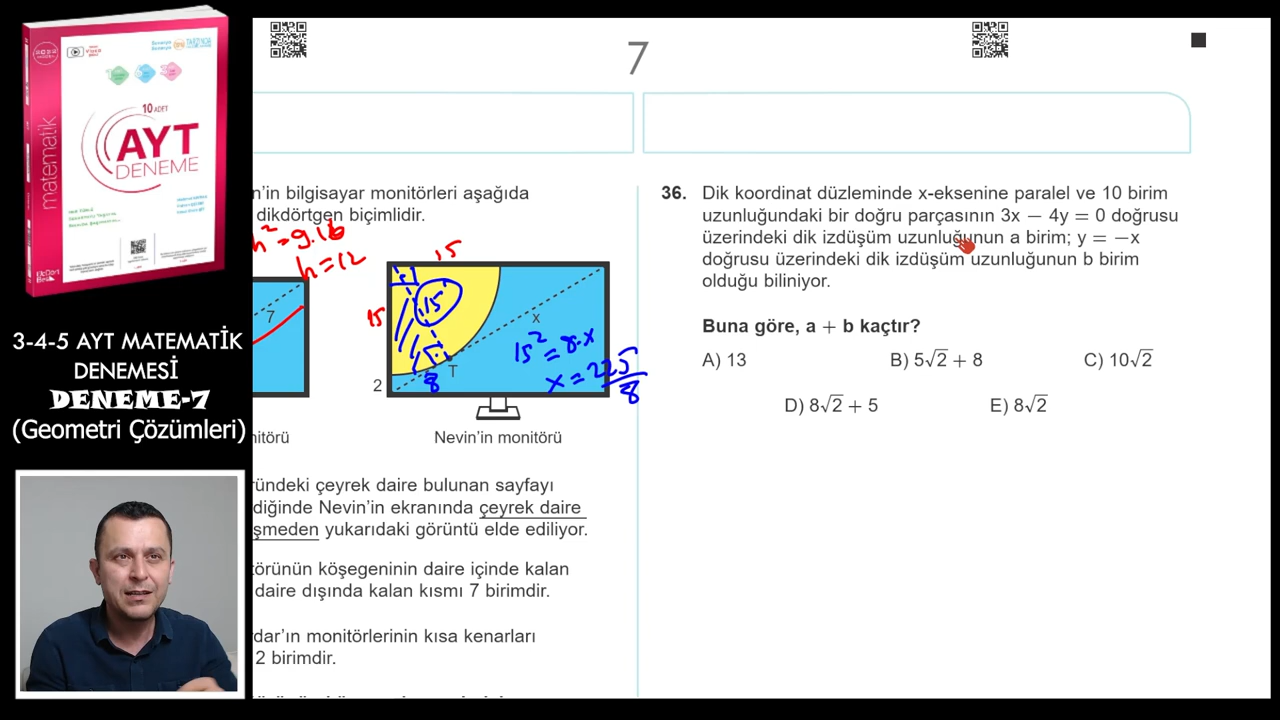 matematik
10 ADET
AYT
DENEME
3-4-5 AYT MATEMATİK
DENEMESİ
DENEME-7
(Geometri Çözümleri)
7
n'in bilgisayar monitörleri aşağıda
dikdörtgen biçimlidir.
h² = 9.16
h = 12
7
15
15
15
15
8
2
T
x
15² = 8.x
x = 225/8
nitörü
Nevin'in monitörü
ründeki çeyrek daire bulunan sayfayı
diğinde Nevin'in ekranında çeyrek daire
şmeden yukarıdaki görüntü elde ediliyor.
törünün köşegeninin daire içinde kalan
daire dışında kalan kısmı 7 birimdir.
dar'ın monitörlerinin kısa kenarları
2 birimdir.
36. Dik koordinat düzleminde x-eksenine paralel ve 10 birim
uzunluğundaki bir doğru parçasının 3x − 4y = 0 doğrusu
üzerindeki dik izdüşüm uzunluğunun a birim; y = −x
doğrusu üzerindeki dik izdüşüm uzunluğunun b birim
olduğu biliniyor.
Buna göre, a + b kaçtır?
A) 13 B) 5√2 + 8 C) 10√2
D) 8√2 + 5 E) 8√2